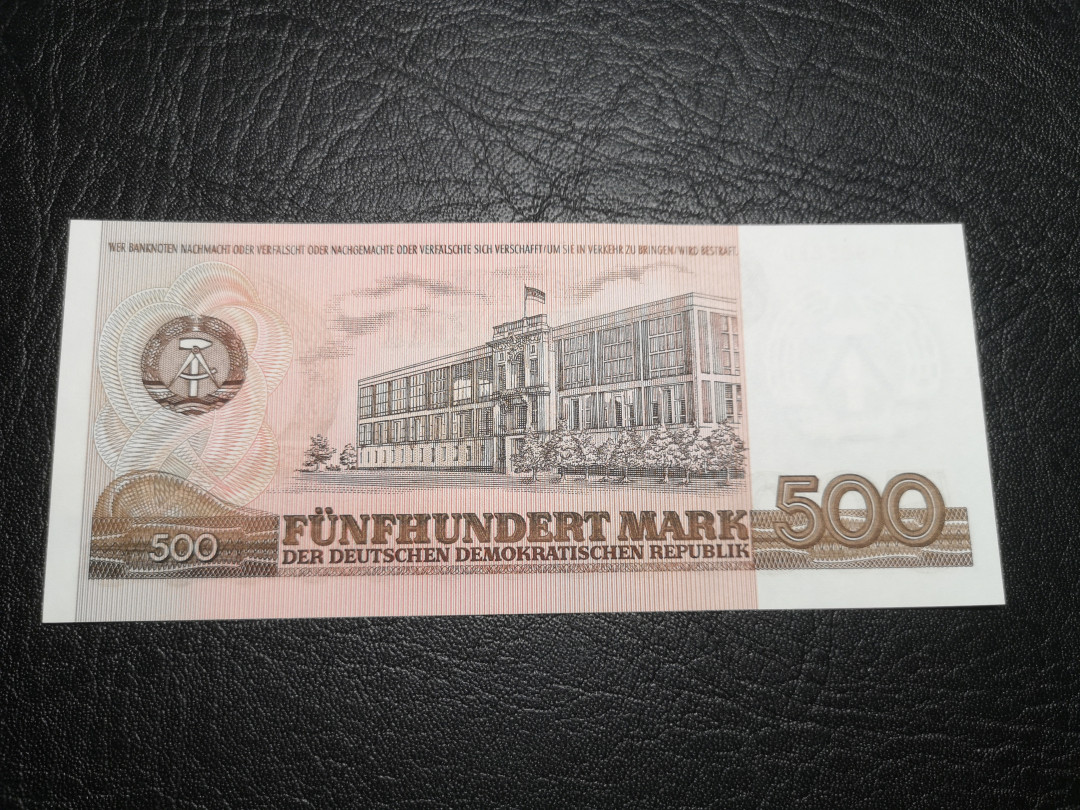 WER BANKNOTEN NACHMACHT ODER VERFÄLSCHT ODER NACHGEMACHTE ODER VERFÄLSCHTE SICH VERSCHAFFT/UM SIE IN VERKEHR ZU BRINGEN/WIRD BESTRAFT.
500
FÜNFHUNDERT MARK
DER DEUTSCHEN DEMOKRATISCHEN REPUBLIK
500